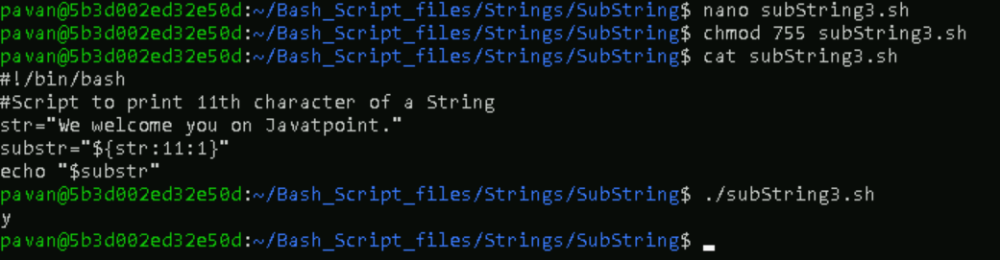 pavan@5b3d002ed32e50d:~/Bash_Script_files/Strings/SubString$ nano subString3.sh
pavan@5b3d002ed32e50d:~/Bash_Script_files/Strings/SubString$ chmod 755 subString3.sh
pavan@5b3d002ed32e50d:~/Bash_Script_files/Strings/SubString$ cat subString3.sh
#!/bin/bash
#Script to print 11th character of a String
str="We welcome you on Javatpoint."
substr="${str:11:1}"
echo "$substr"
pavan@5b3d002ed32e50d:~/Bash_Script_files/Strings/SubString$ ./subString3.sh
y
pavan@5b3d002ed32e50d:~/Bash_Script_files/Strings/SubString$